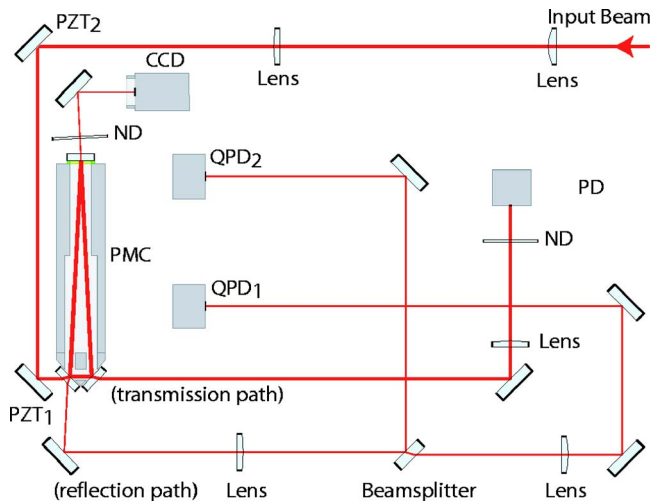 PZT2
Input Beam
CCD
Lens
Lens
ND
QPD2
PD
ND
PMC
QPD1
Lens
(transmission path)
PZT1
(reflection path)
Lens
Beamsplitter
Lens